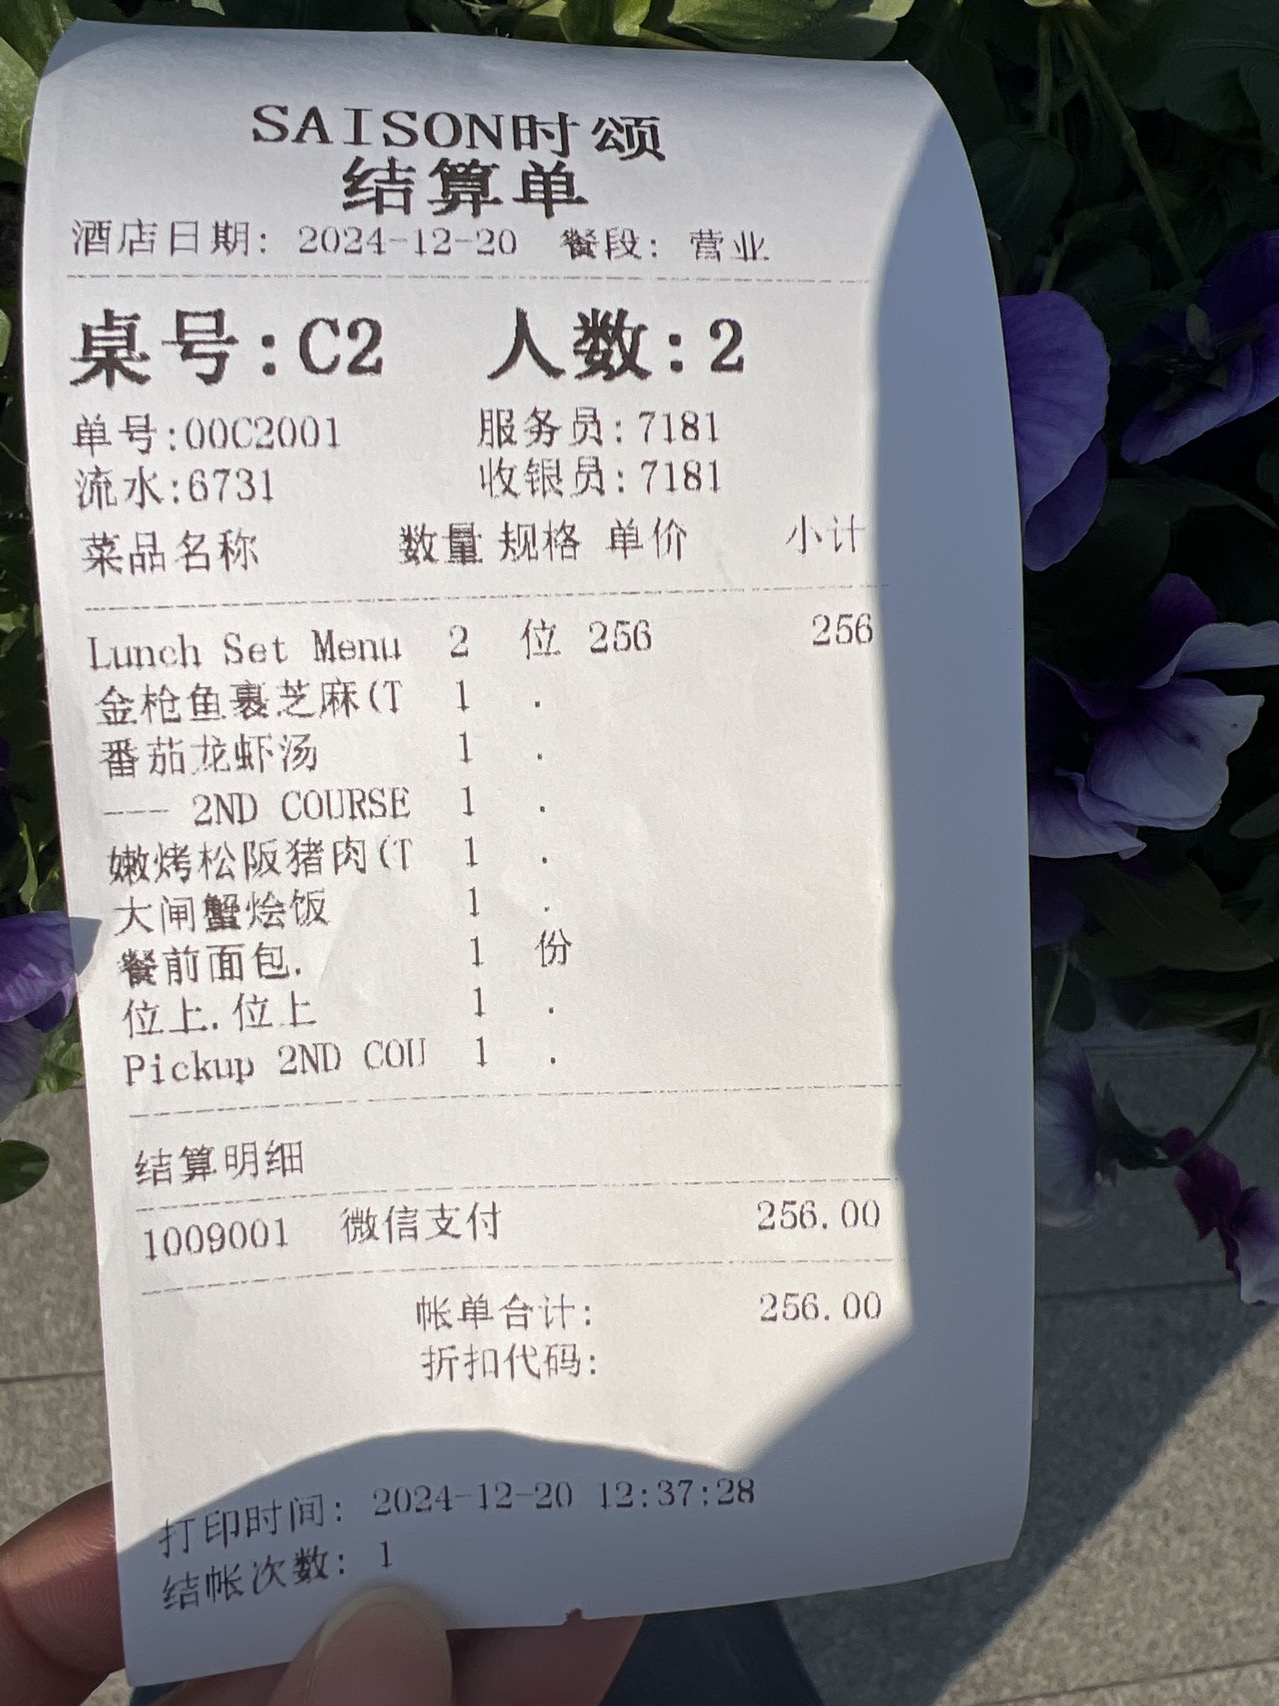 SAISON时颂
结算单
酒店日期: 2024-12-20 餐段: 营业
桌号:C2 人数:2
单号:00C2001 服务员:7181
流水:6731 收银员:7181
菜品名称 数量 规格 单价 小计
Lunch Set Menu 2 位 256 256
金枪鱼裹芝麻(T 1 .
番茄龙虾汤 1 .
--- 2ND COURSE 1 .
嫩烤松阪猪肉(T 1 .
大闸蟹烩饭 1 .
餐前面包. 1 份
位上.位上 1 .
Pickup 2ND COU 1 .
结算明细
1009001 微信支付 256.00
帐单合计: 256.00
折扣代码:
打印时间: 2024-12-20 12:37:28
结帐次数: 1